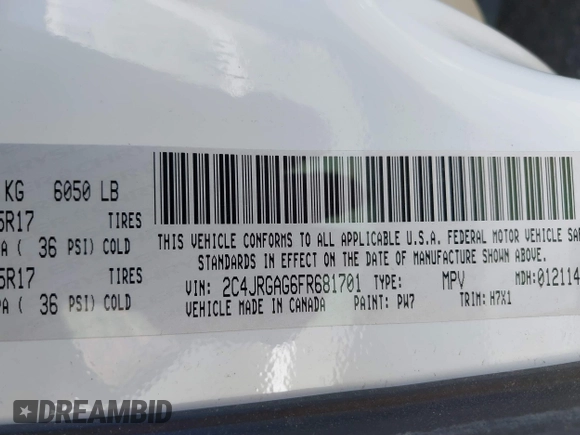 KG 6050 LB
5R17 TIRES
A ( 36 PSI) COLD
5R17 TIRES
PA ( 36 PSI) COLD
THIS VEHICLE CONFORMS TO ALL APPLICABLE U.S.A. FEDERAL MOTOR VEHICLE SAF
STANDARDS IN EFFECT ON THE DATE OF MANUFACTURE SHOWN ABOVE.
VIN: 2C4JRGAG6FR681701 TYPE: MPV MDH:012114
VEHICLE MADE IN CANADA PAINT: PW7 TRIM: H7X1
DREAMBID